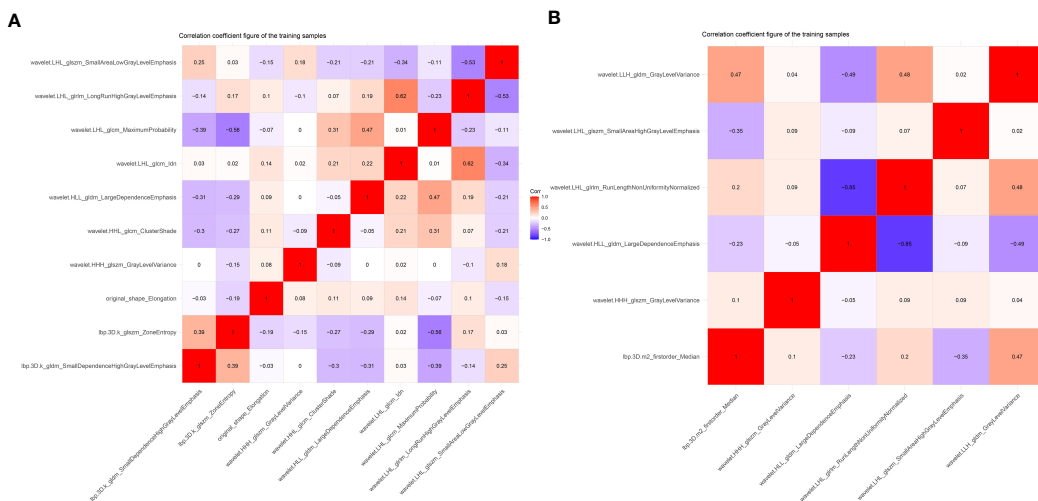 A
Correlation coefficient figure of the training samples
wavelet.LHL_glszm_SmallAreaLowGrayLevelEmphasis 0.25 0.03 −0.15 0.18 −0.21 −0.21 −0.34 −0.11 −0.53 1
wavelet.LHL_glrlm_LongRunHighGrayLevelEmphasis −0.14 0.17 0.1 −0.1 0.07 0.19 0.62 −0.23 1 −0.53
wavelet.LHL_glcm_MaximumProbability −0.39 −0.56 −0.07 0 0.31 0.47 0.01 1 −0.23 −0.11
wavelet.LHL_glcm_Idn 0.03 0.02 0.14 0.02 0.21 0.22 1 0.01 0.62 −0.34
wavelet.HLL_gldm_LargeDependenceEmphasis −0.31 −0.29 0.09 0 −0.05 1 0.22 0.47 0.19 −0.21
wavelet.HHL_glcm_ClusterShade −0.3 −0.27 0.11 −0.09 1 −0.05 0.21 0.31 0.07 −0.21
wavelet.HHH_glszm_GrayLevelVariance 0 −0.15 0.08 1 −0.09 0 0.02 0 −0.1 0.18
original_shape_Elongation −0.03 −0.19 1 0.08 0.11 0.09 0.14 −0.07 0.1 −0.15
lbp.3D.k_glszm_ZoneEntropy 0.39 1 −0.19 −0.15 −0.27 −0.29 0.02 −0.56 0.17 0.03
lbp.3D.k_gldm_SmallDependenceHighGrayLevelEmphasis 1 0.39 −0.03 0 −0.3 −0.31 0.03 −0.39 −0.14 0.25
lbp.3D.k_gldm_SmallDependenceHighGrayLevelEmphasis
lbp.3D.k_glszm_ZoneEntropy
original_shape_Elongation
wavelet.HHH_glszm_GrayLevelVariance
wavelet.HHL_glcm_ClusterShade
wavelet.HLL_gldm_LargeDependenceEmphasis
wavelet.LHL_glcm_Idn
wavelet.LHL_glcm_MaximumProbability
wavelet.LHL_glrlm_LongRunHighGrayLevelEmphasis
wavelet.LHL_glszm_SmallAreaLowGrayLevelEmphasis
Corr
1.0
0.5
0.0
−0.5
−1.0
B
Correlation coefficient figure of the training samples
wavelet.LLH_gldm_GrayLevelVariance 0.47 0.04 −0.49 0.48 0.02 1
wavelet.LHL_glszm_SmallAreaHighGrayLevelEmphasis −0.35 0.09 −0.09 0.07 1 0.02
wavelet.LHL_glrlm_RunLengthNonUniformityNormalized 0.2 0.09 −0.85 1 0.07 0.48
wavelet.HLL_gldm_LargeDependenceEmphasis −0.23 −0.05 1 −0.85 −0.09 −0.49
wavelet.HHH_glszm_GrayLevelVariance 0.1 1 −0.05 0.09 0.09 0.04
lbp.3D.m2_firstorder_Median 1 0.1 −0.23 0.2 −0.35 0.47
lbp.3D.m2_firstorder_Median
wavelet.HHH_glszm_GrayLevelVariance
wavelet.HLL_gldm_LargeDependenceEmphasis
wavelet.LHL_glrlm_RunLengthNonUniformityNormalized
wavelet.LHL_glszm_SmallAreaHighGrayLevelEmphasis
wavelet.LLH_gldm_GrayLevelVariance